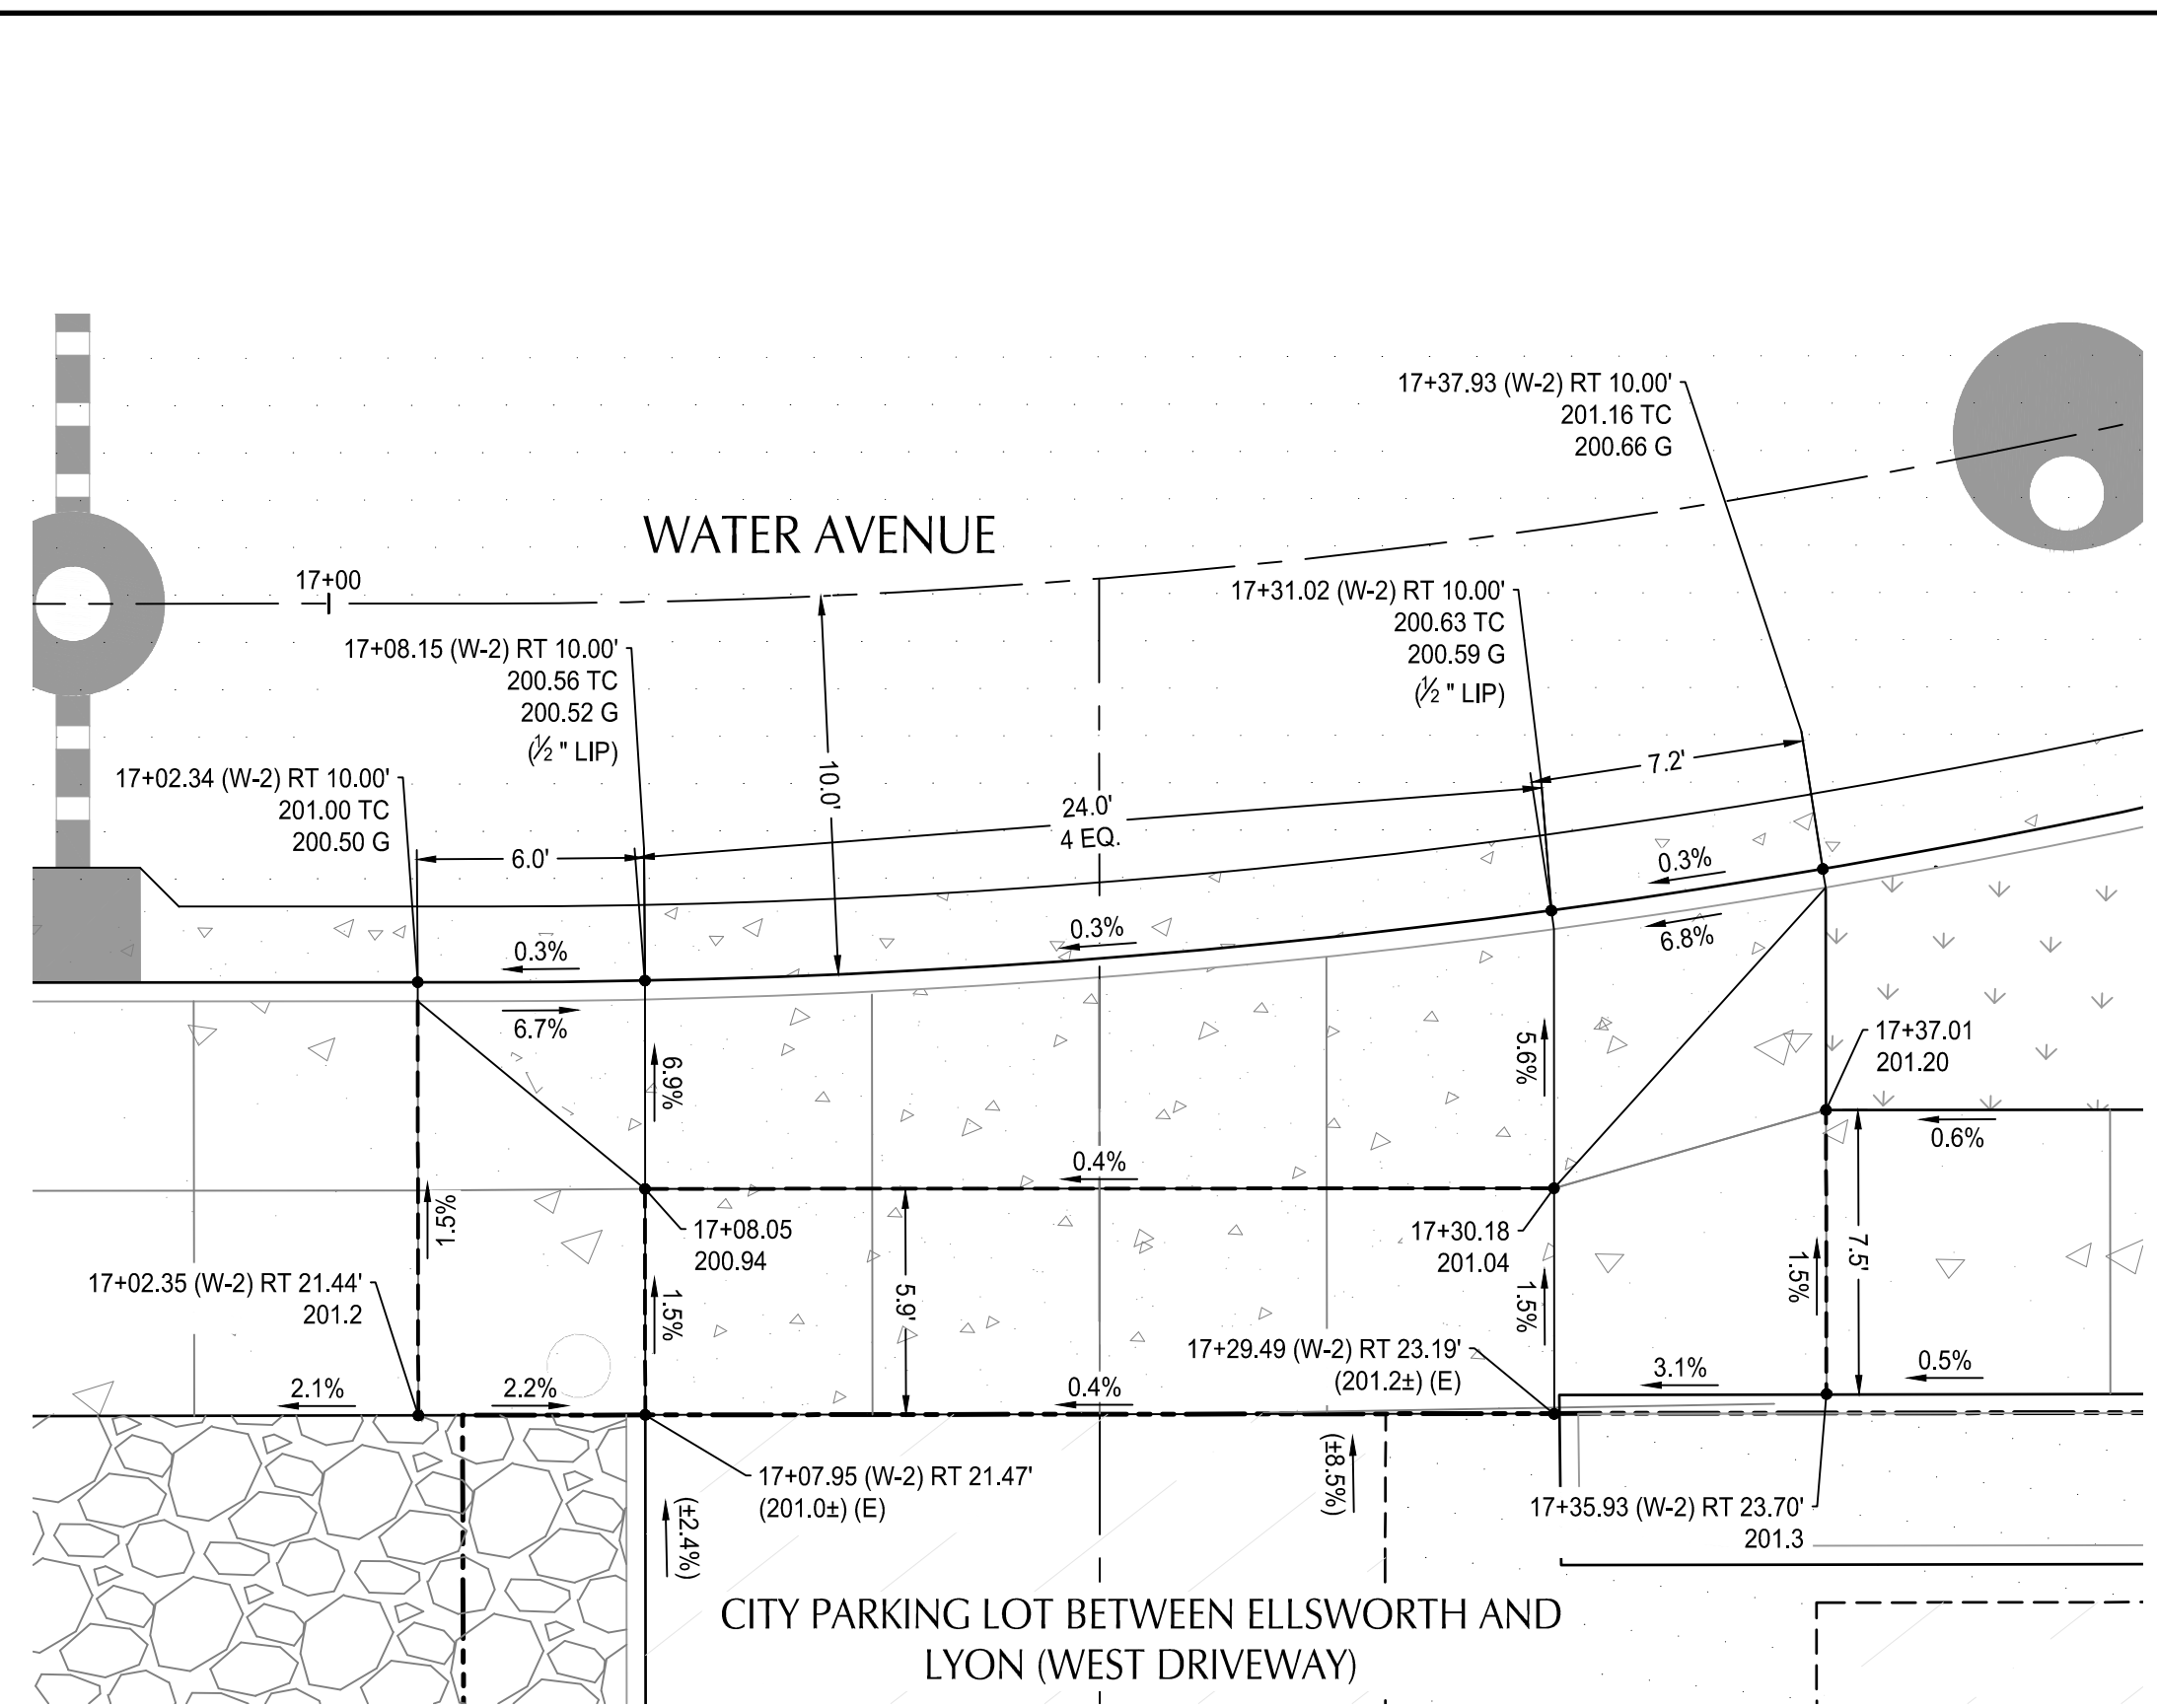 17+37.93 (W-2) RT 10.00'
201.16 TC
200.66 G
WATER AVENUE
17+00
17+31.02 (W-2) RT 10.00'
200.63 TC
200.59 G
(½ " LIP)
17+08.15 (W-2) RT 10.00'
200.56 TC
200.52 G
(½ " LIP)
17+02.34 (W-2) RT 10.00'
201.00 TC
200.50 G
10.0'
7.2'
24.0'
4 EQ.
6.0'
0.3%
0.3%
0.3%
6.8%
6.7%
6.9%
5.6%
17+37.01
201.20
0.6%
0.4%
1.5%
17+08.05
200.94
17+30.18
201.04
7.5'
1.5%
17+02.35 (W-2) RT 21.44'
201.2
1.5%
5.9'
1.5%
17+29.49 (W-2) RT 23.19'
(201.2±) (E)
2.1%
2.2%
0.4%
3.1%
0.5%
17+07.95 (W-2) RT 21.47'
(201.0±) (E)
(±2.4%)
(±8.5%)
17+35.93 (W-2) RT 23.70'
201.3
CITY PARKING LOT BETWEEN ELLSWORTH AND
LYON (WEST DRIVEWAY)